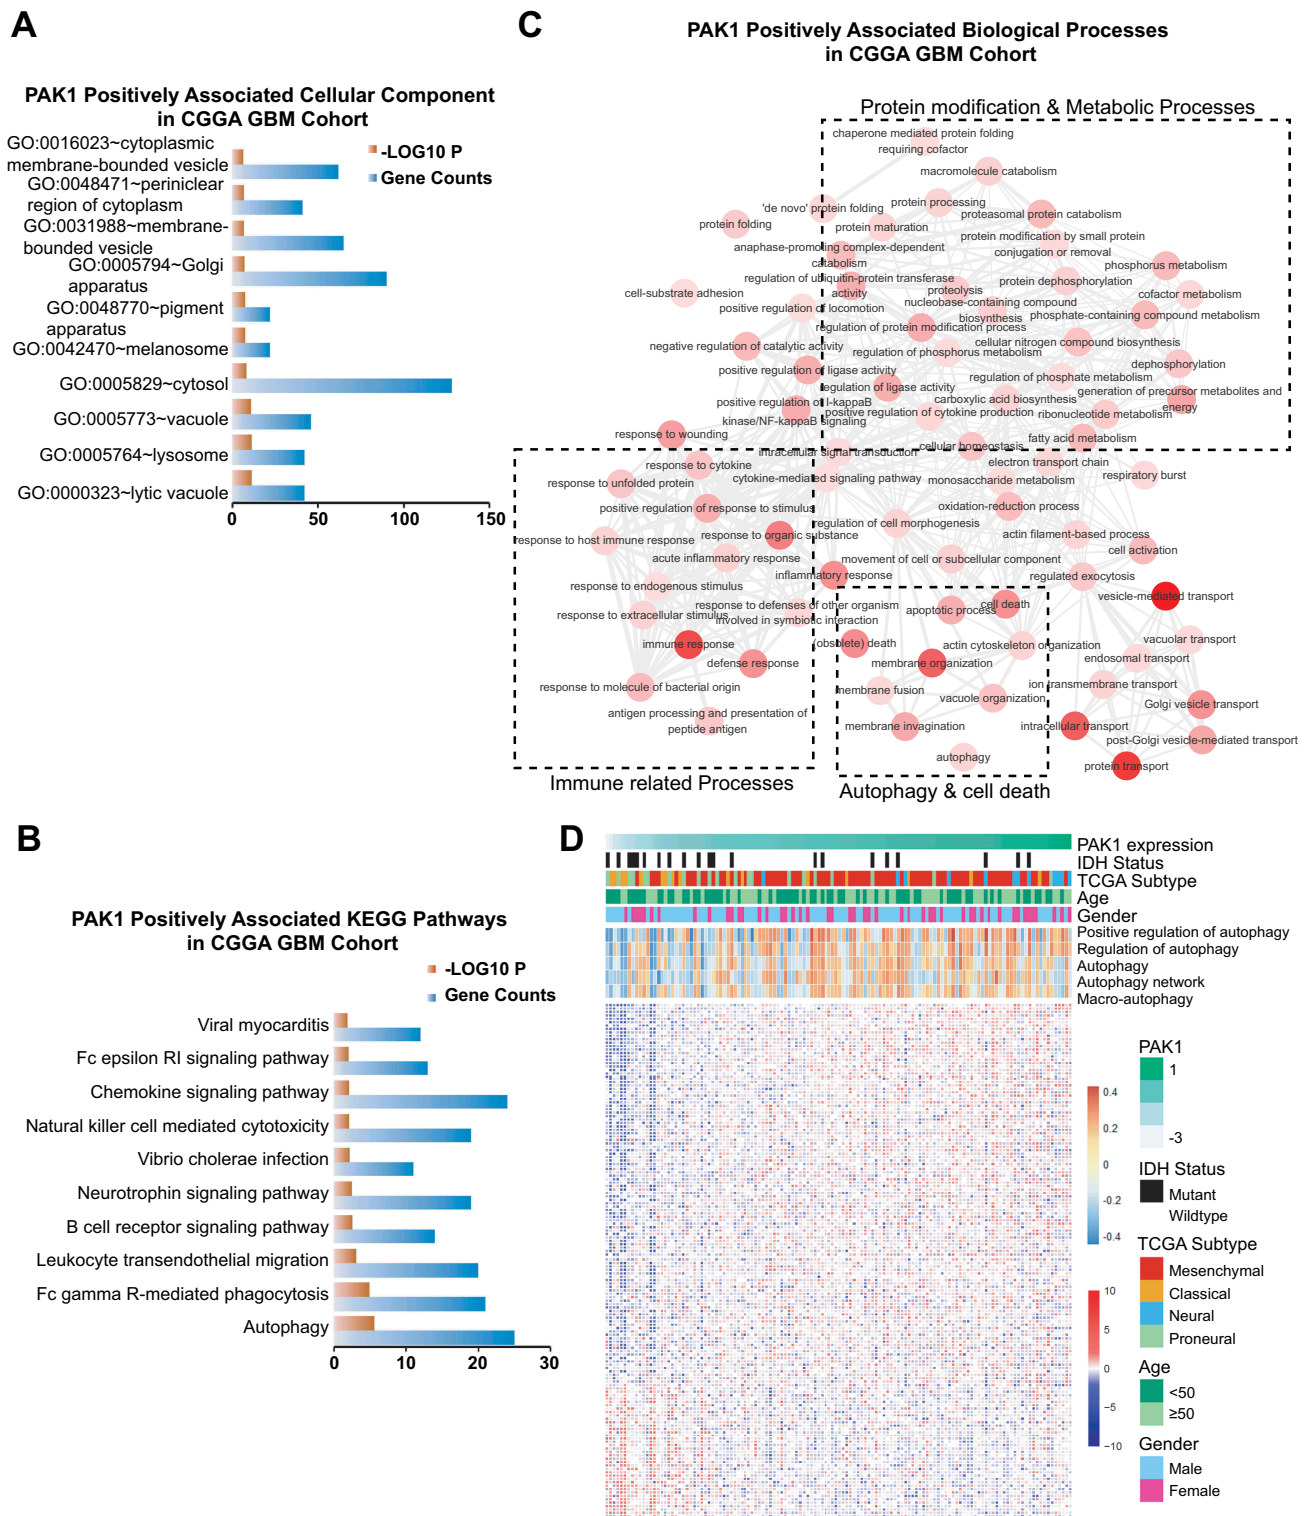 A
PAK1 Positively Associated Cellular Component
in CGGA GBM Cohort
-LOG10 P
Gene Counts
GO:0016023~cytoplasmic
membrane-bounded vesicle
GO:0048471~periniclear
region of cytoplasm
GO:0031988~membrane-
bounded vesicle
GO:0005794~Golgi
apparatus
GO:0048770~pigment
apparatus
GO:0042470~melanosome
GO:0005829~cytosol
GO:0005773~vacuole
GO:0005764~lysosome
GO:0000323~lytic vacuole
0 50 100 150
B
PAK1 Positively Associated KEGG Pathways
in CGGA GBM Cohort
-LOG10 P
Gene Counts
Viral myocarditis
Fc epsilon RI signaling pathway
Chemokine signaling pathway
Natural killer cell mediated cytotoxicity
Vibrio cholerae infection
Neurotrophin signaling pathway
B cell receptor signaling pathway
Leukocyte transendothelial migration
Fc gamma R-mediated phagocytosis
Autophagy
0 10 20 30
C
PAK1 Positively Associated Biological Processes
in CGGA GBM Cohort
Protein modification & Metabolic Processes
chaperone mediated protein folding
requiring cofactor
macromolecule catabolism
'de novo' protein folding
protein processing
proteasomal protein catabolism
protein folding
protein maturation
protein modification by small protein
conjugation or removal
anaphase-promoting complex-dependent
catabolism
phosphorus metabolism
regulation of ubiquitin-protein transferase
activity
protein dephosphorylation
cell-substrate adhesion
proteolysis
cofactor metabolism
nucleobase-containing compound
biosynthesis
positive regulation of locomotion
phosphate-containing compound metabolism
regulation of protein modification process
negative regulation of catalytic activity
cellular nitrogen compound biosynthesis
regulation of phosphorus metabolism
dephosphorylation
positive regulation of ligase activity
regulation of phosphate metabolism
regulation of ligase activity
generation of precursor metabolites and
energy
positive regulation of I-kappaB
kinase/NF-kappaB signaling
carboxylic acid biosynthesis
positive regulation of cytokine production
ribonucleotide metabolism
response to wounding
fatty acid metabolism
cellular homeostasis
intracellular signal transduction
response to cytokine
electron transport chain
response to unfolded protein
cytokine-mediated signaling pathway
monosaccharide metabolism
respiratory burst
positive regulation of response to stimulus
oxidation-reduction process
regulation of cell morphogenesis
response to host immune response
response to organic substance
actin filament-based process
acute inflammatory response
movement of cell or subcellular component
cell activation
inflammatory response
regulated exocytosis
response to endogenous stimulus
vesicle-mediated transport
response to defenses of other organism
involved in symbiotic interaction
apoptotic process
cell death
response to extracellular stimulus
immune response
(obsolete) death
actin cytoskeleton organization
vacuolar transport
defense response
membrane organization
endosomal transport
response to molecule of bacterial origin
membrane fusion
vacuole organization
ion transmembrane transport
Golgi vesicle transport
antigen processing and presentation of
peptide antigen
membrane invagination
intracellular transport
post-Golgi vesicle-mediated transport
autophagy
protein transport
Immune related Processes
Autophagy & cell death
D
PAK1 expression
IDH Status
TCGA Subtype
Age
Gender
Positive regulation of autophagy
Regulation of autophagy
Autophagy
Autophagy network
Macro-autophagy
0.4
0.2
0
-0.2
-0.4
10
5
0
−5
−10
PAK1
1
-3
IDH Status
Mutant
Wildtype
TCGA Subtype
Mesenchymal
Classical
Neural
Proneural
Age
<50
≥50
Gender
Male
Female